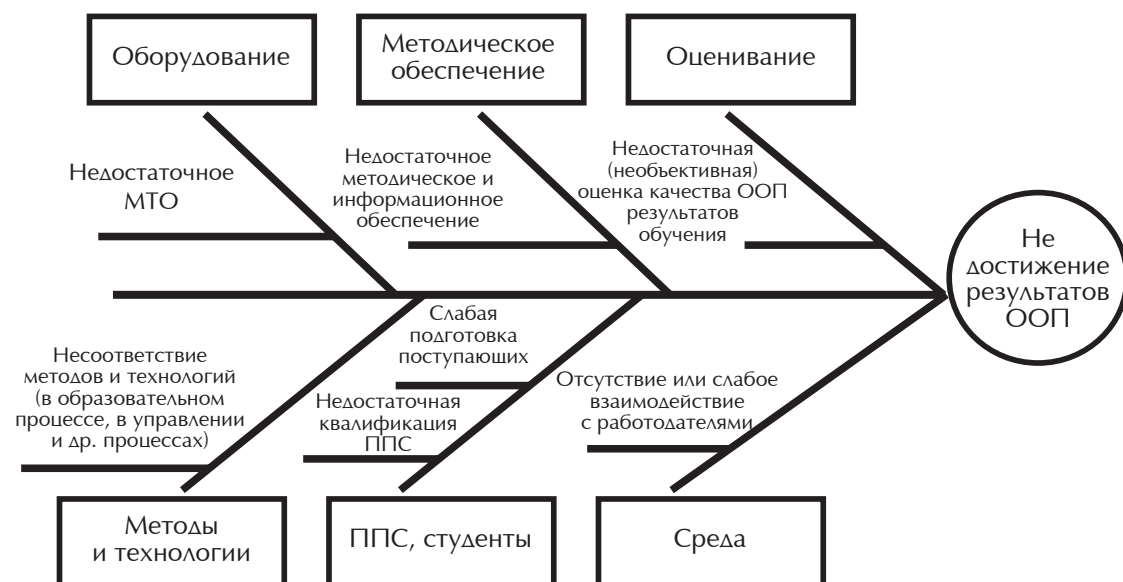 Оборудование
Методическое
обеспечение
Оценивание
Недостаточное
МТО
Недостаточное
методическое и
информационное
обеспечение
Недостаточная
(необъективная)
оценка качества ООП
результатов
обучения
Не
достижение
результатов
ООП
Несоответствие
методов и технологий
(в образовательном
процессе, в управлении
и др. процессах)
Слабая
подготовка
поступающих
Недостаточная
квалификация
ППС
Отсутствие или слабое
взаимодействие
с работодателями
Методы
и технологии
ППС, студенты
Среда